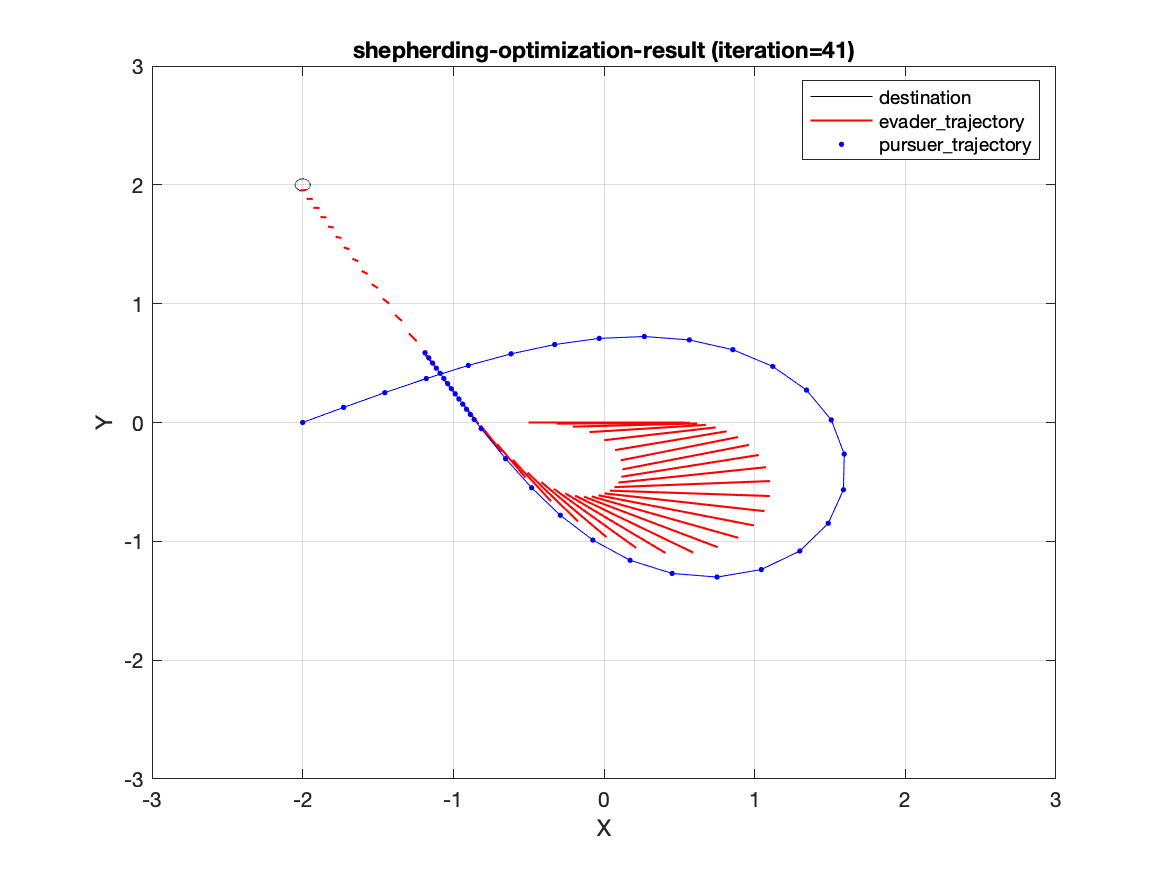 shepherding-optimization-result (iteration=41)
3
destination
evader_trajectory
pursuer_trajectory
2
1
Y
0
-1
-2
-3
-3 -2 -1 0 1 2 3
X